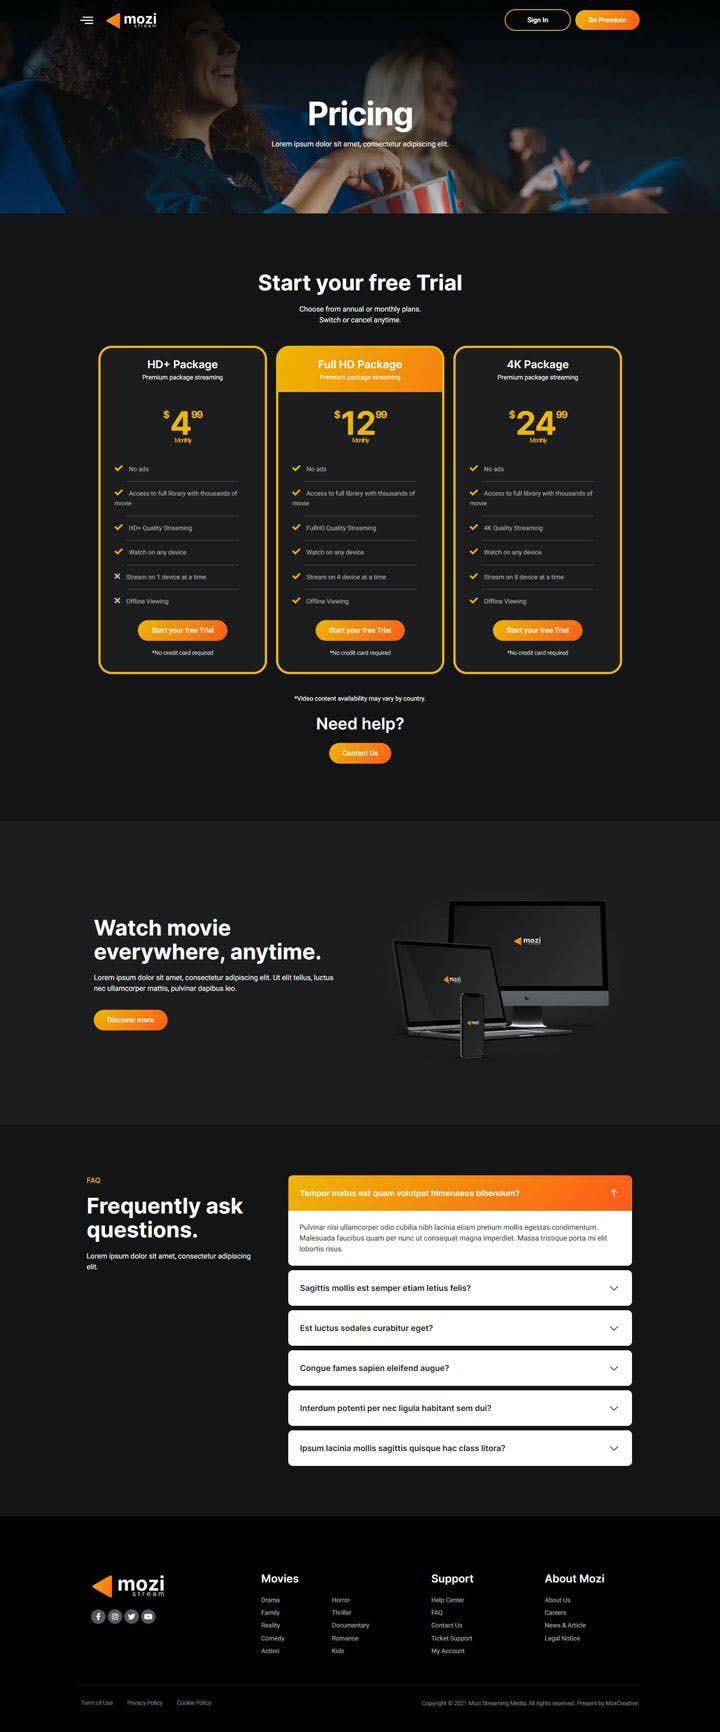 mozi
stream
Sign In
Go Premium
Pricing
Lorem ipsum dolor sit amet, consectetur adipiscing elit.
Start your free Trial
Choose from annual or monthly plans.
Switch or cancel anytime.
HD+ Package
Premium package streaming
$4.99
Monthly
No ads
Access to full library with thousands of
movie
HD+ Quality Streaming
Watch on any device
Stream on 1 device at a time
Offline Viewing
Start your free Trial
*No credit card required
Full HD Package
Premium package streaming
$12.99
Monthly
No ads
Access to full library with thousands of
movie
FullHD Quality Streaming
Watch on any device
Stream on 4 device at a time
Offline Viewing
Start your free Trial
*No credit card required
4K Package
Premium package streaming
$24.99
Monthly
No ads
Access to full library with thousands of
movie
4K Quality Streaming
Watch on any device
Stream on 8 device at a time
Offline Viewing
Start your free Trial
*No credit card required
*Video content availability may vary by country.
Need help?
Contact Us
Watch movie
everywhere, anytime.
Lorem ipsum dolor sit amet, consectetur adipiscing elit. Ut elit tellus, luctus
nec ullamcorper mattis, pulvinar dapibus leo.
Discover more
mozi
mozi
mozi
FAQ
Frequently ask
questions.
Lorem ipsum dolor sit amet, consectetur adipiscing
elit.
Tempor metus est quam volutpat himenaeos bibendum?
Pulvinar nisi ullamcorper odio cubilia nibh lacinia etiam pretium mollis egestas condimentum.
Malesuada faucibus quam per nunc ut consequat magna imperdiet. Massa tristique porta mi elit
lobortis risus.
Sagittis mollis est semper etiam letius felis?
Est luctus sodales curabitur eget?
Congue fames sapien eleifend augue?
Interdum potenti per nec ligula habitant sem dui?
Ipsum lacinia mollis sagittis quisque hac class litora?
mozi
stream
Movies
Drama
Family
Reality
Comedy
Action
Horror
Thriller
Documentary
Romance
Kids
Support
Help Center
FAQ
Contact Us
Ticket Support
My Account
About Mozi
About Us
Careers
News & Article
Legal Notice
Term of Use
Privacy Policy
Cookie Policy
Copyright © 2021 Mozi Streaming Media, All rights reserved. Present by MoxCreative.